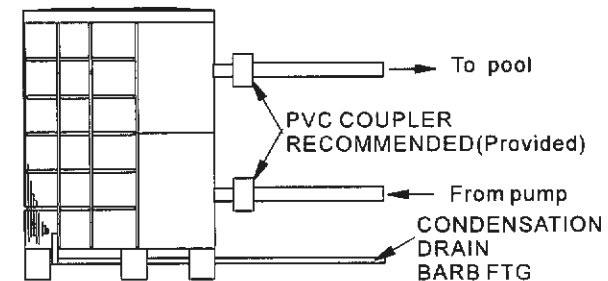 To pool
PVC COUPLER
RECOMMENDED(Provided)
From pump
CONDENSATION
DRAIN
BARB FTG